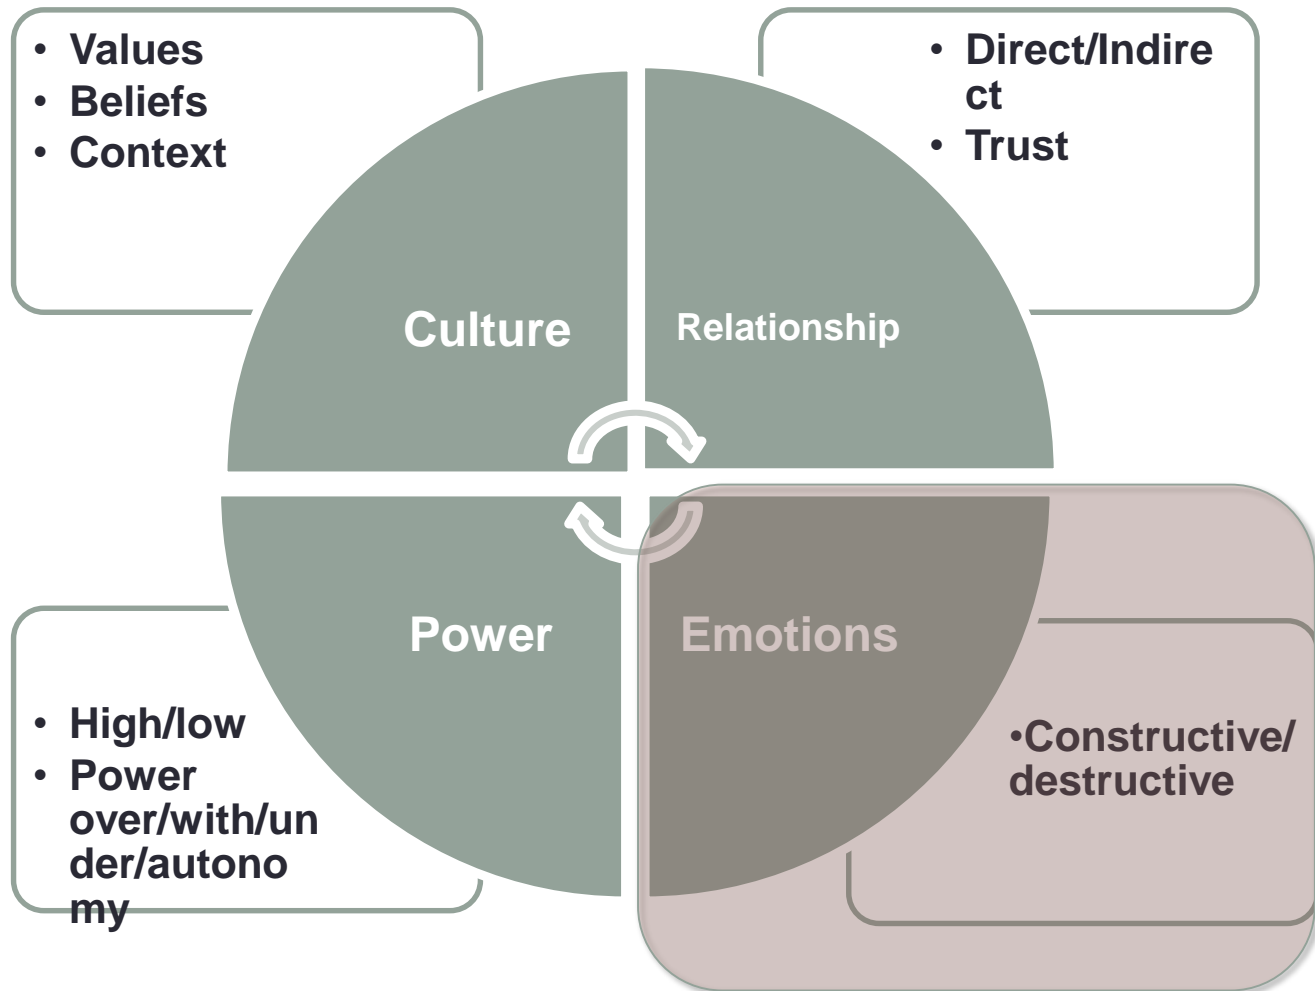 • Values
• Beliefs
• Context
• Direct/Indire
ct
• Trust
Culture
Relationship
Power
Emotions
• High/low
• Power
over/with/un
der/autono
my
•Constructive/
destructive